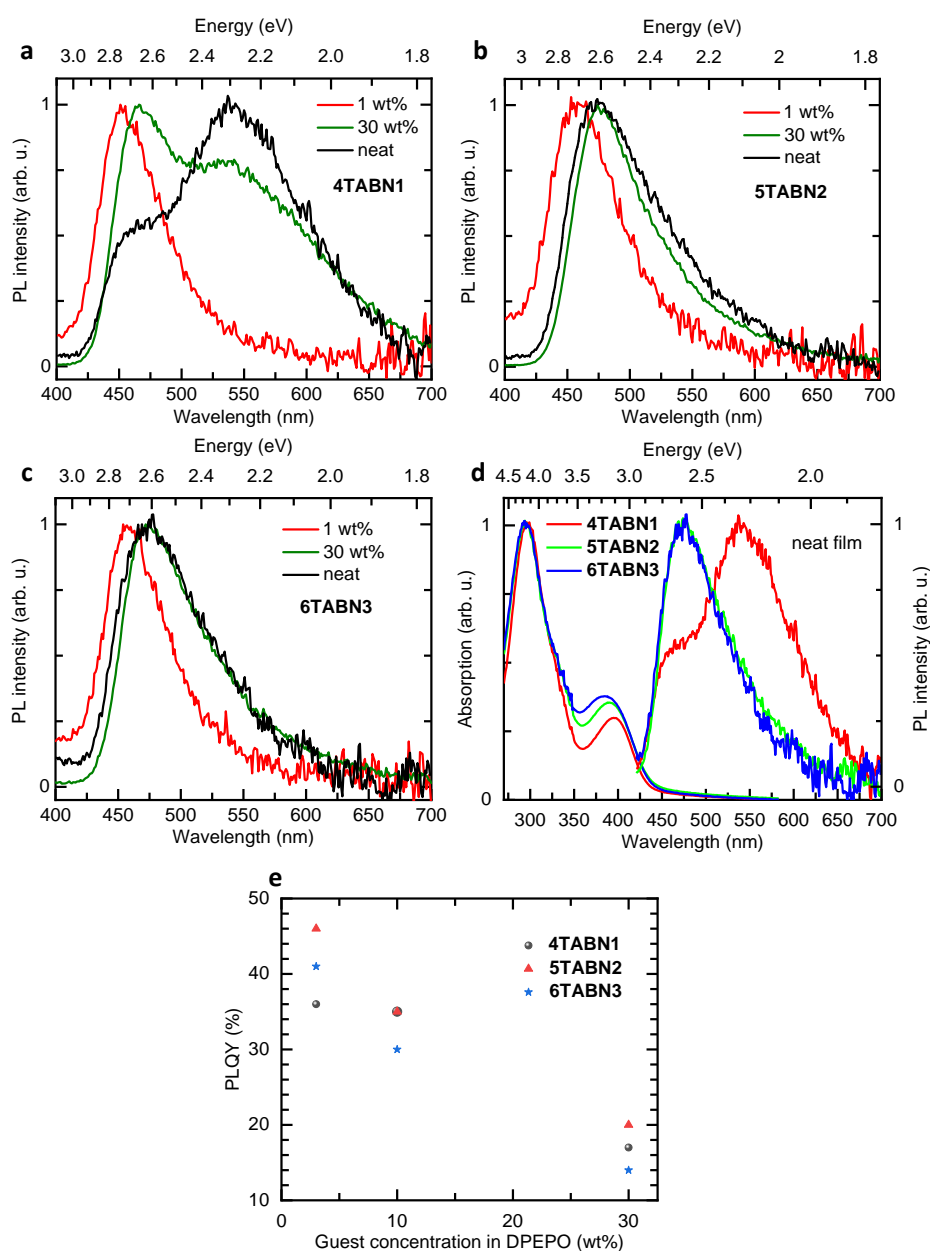 Energy (eV)
a
3.0 2.8 2.6 2.4 2.2 2.0 1.8
1
1 wt%
30 wt%
neat
4TABN1
PL intensity (arb. u.)
0
400 450 500 550 600 650 700
Wavelength (nm)
Energy (eV)
b
3.0 2.8 2.6 2.4 2.2 2 1.8
1
1 wt%
30 wt%
neat
5TABN2
PL intensity (arb. u.)
0
400 450 500 550 600 650 700
Wavelength (nm)
Energy (eV)
c
3.0 2.8 2.6 2.4 2.2 2.0 1.8
1
1 wt%
30 wt%
neat
6TABN3
PL intensity (arb. u.)
0
400 450 500 550 600 650 700
Wavelength (nm)
Energy (eV)
d
4.5 4.0 3.5 3.0 2.5 2.0
1
4TABN1
5TABN2
6TABN3
neat film
1
Absorption (arb. u.)
PL intensity (arb. u.)
0
0
300 350 400 450 500 550 600 650 700
Wavelength (nm)
e
50
40
30
20
10
4TABN1
5TABN2
6TABN3
PLQY (%)
0 10 20 30
Guest concentration in DPEPO (wt%)